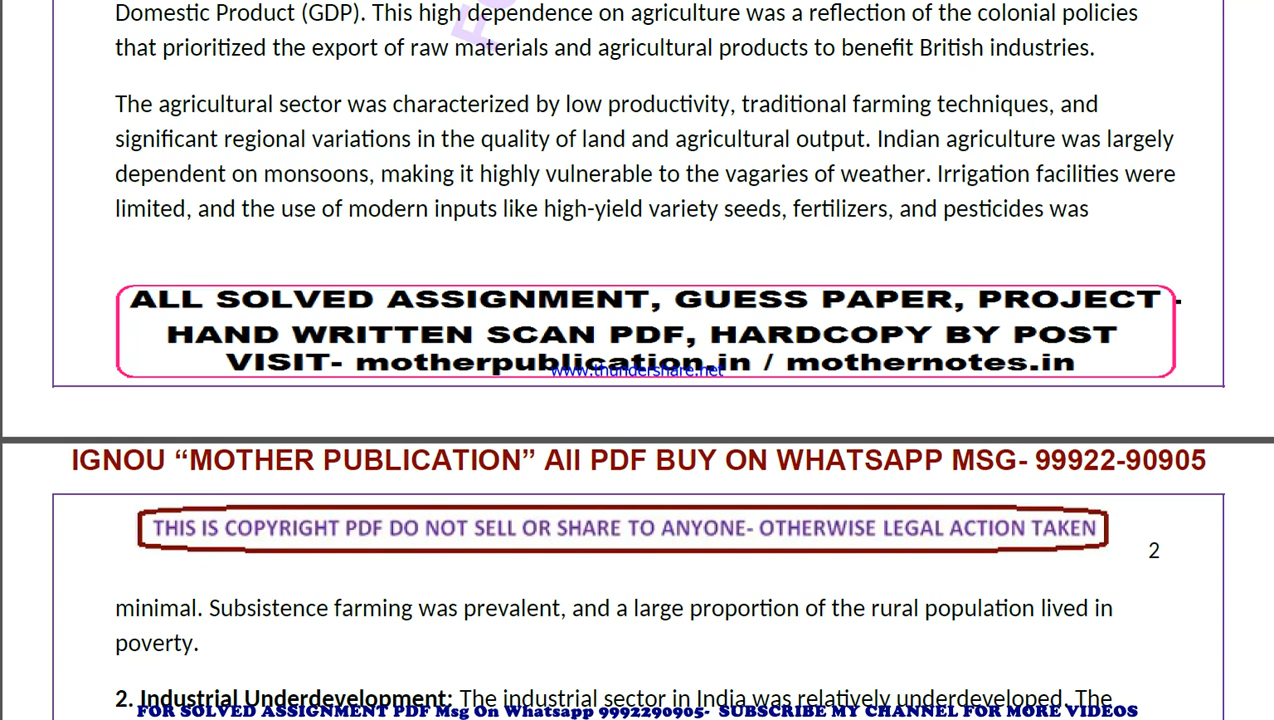 Domestic Product (GDP). This high dependence on agriculture was a reflection of the colonial policies
that prioritized the export of raw materials and agricultural products to benefit British industries.
The agricultural sector was characterized by low productivity, traditional farming techniques, and
significant regional variations in the quality of land and agricultural output. Indian agriculture was largely
dependent on monsoons, making it highly vulnerable to the vagaries of weather. Irrigation facilities were
limited, and the use of modern inputs like high-yield variety seeds, fertilizers, and pesticides was
ALL SOLVED ASSIGNMENT, GUESS PAPER, PROJECT -
HAND WRITTEN SCAN PDF, HARDCOPY BY POST
VISIT- motherpublication.in / mothernotes.in
www.thundershare.net
IGNOU “MOTHER PUBLICATION” All PDF BUY ON WHATSAPP MSG- 99922-90905
THIS IS COPYRIGHT PDF DO NOT SELL OR SHARE TO ANYONE- OTHERWISE LEGAL ACTION TAKEN
2
minimal. Subsistence farming was prevalent, and a large proportion of the rural population lived in
poverty.
2. Industrial Underdevelopment: The industrial sector in India was relatively underdeveloped. The
FOR SOLVED ASSIGNMENT PDF Msg On Whatsapp 9992290905- SUBSCRIBE MY CHANNEL FOR MORE VIDEOS